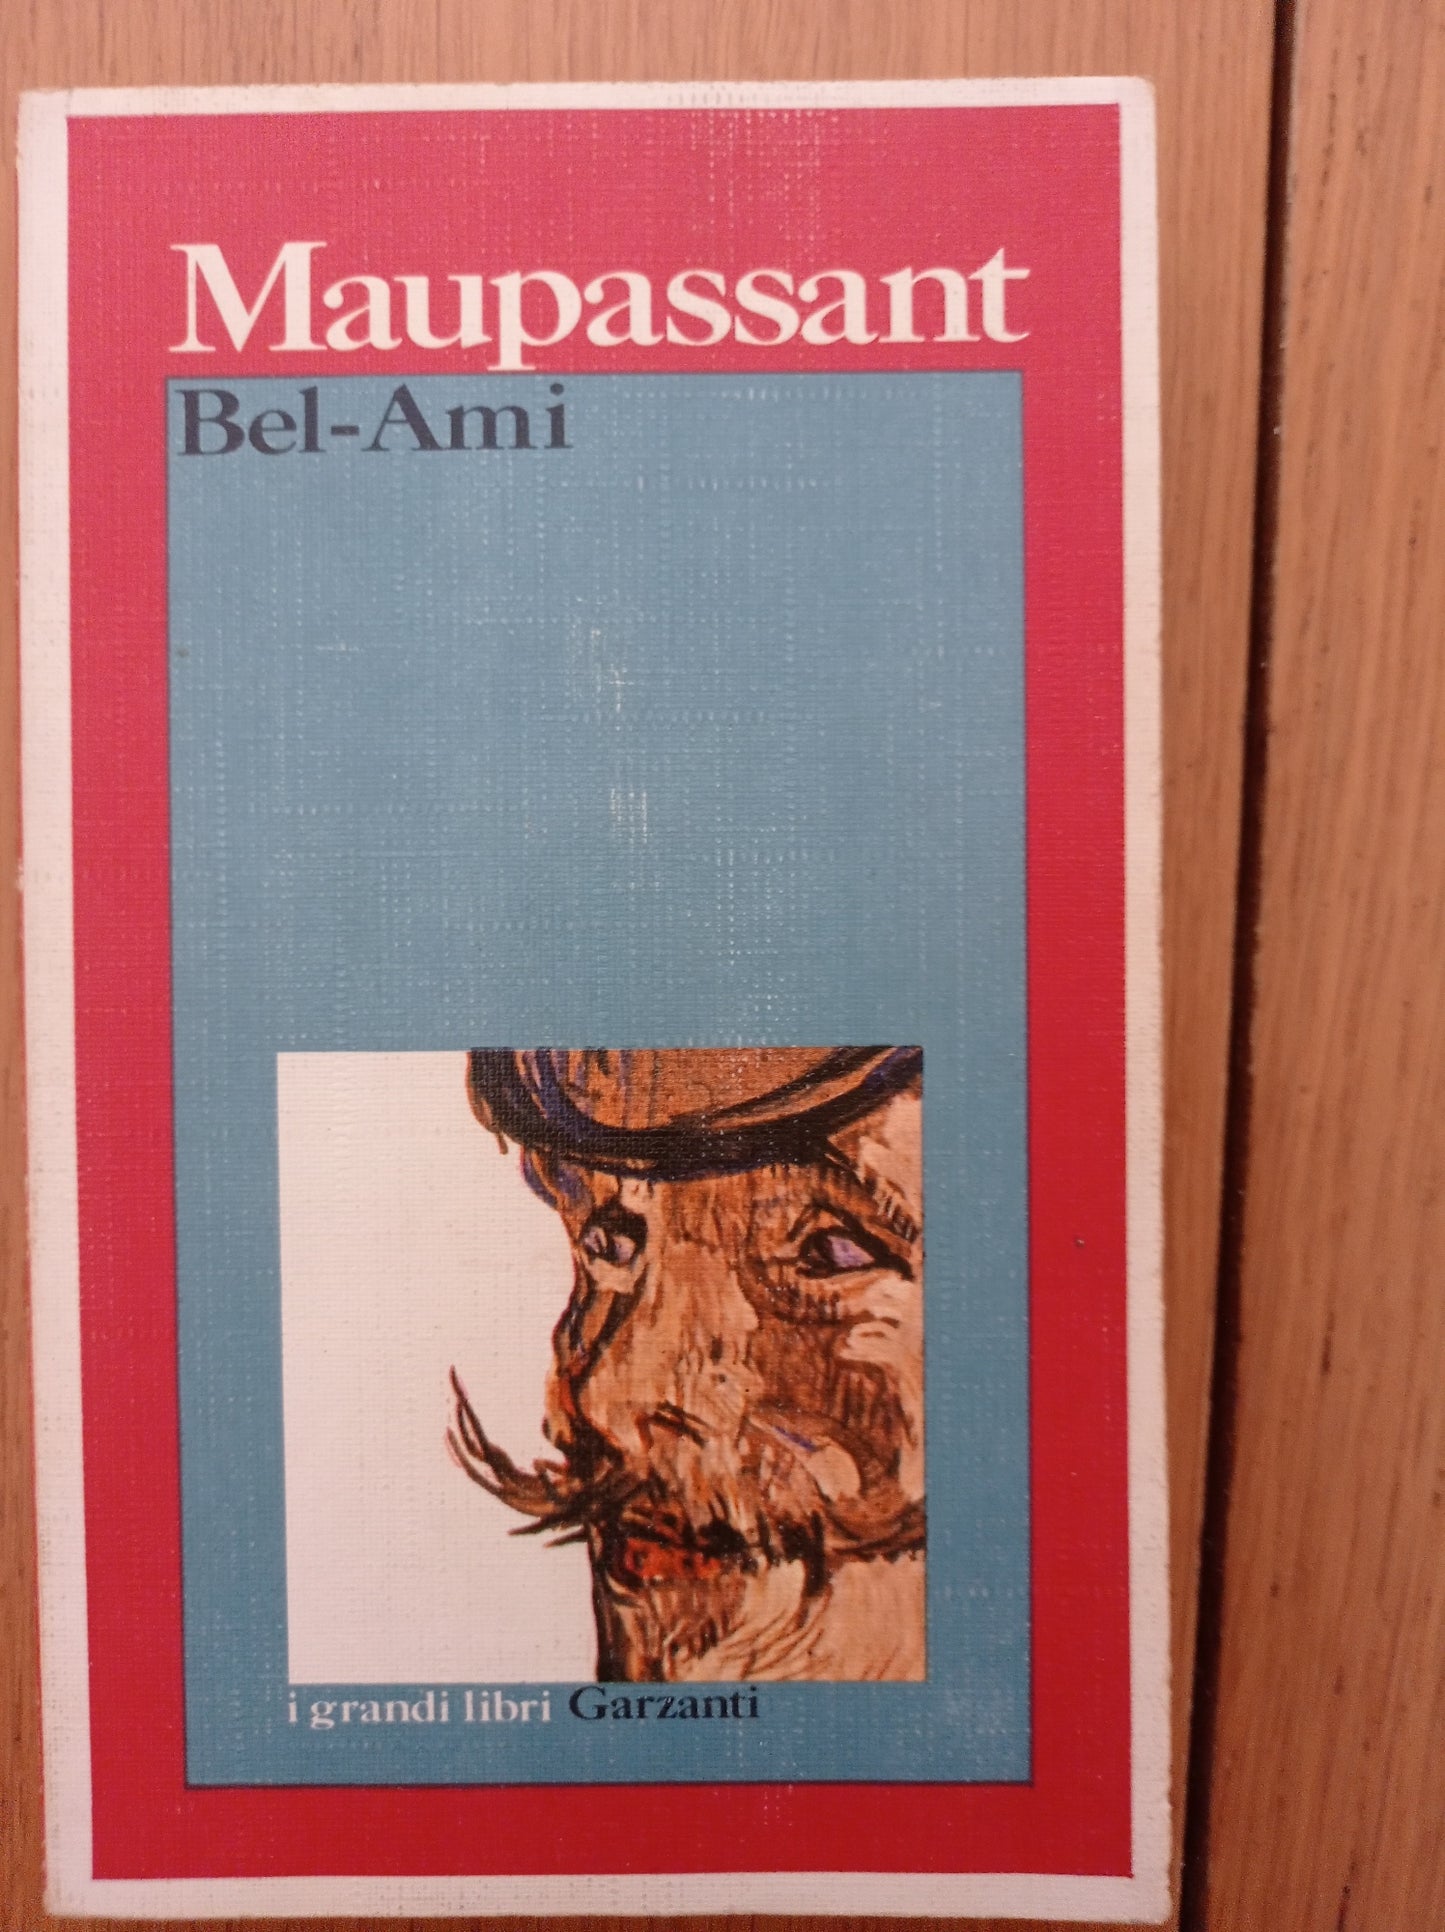 Maupassant
Bel-Ami
i grandi libri Garzanti